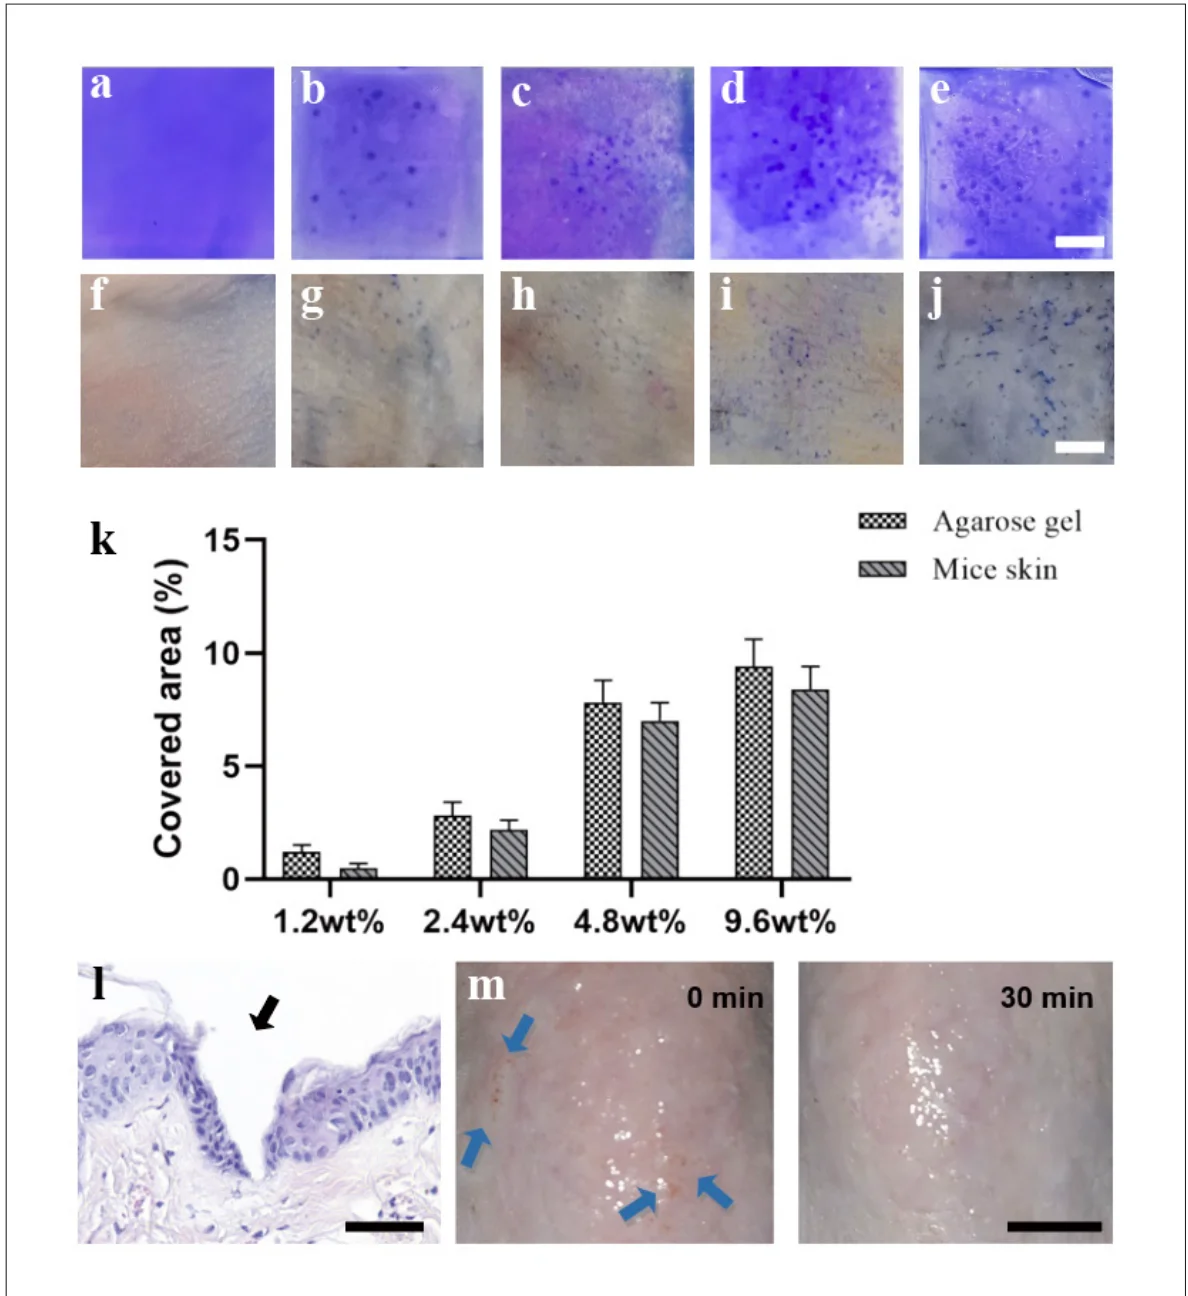 a b c d e
f g h i j
k
Agarose gel
Mice skin
Covered area (%)
15
10
5
0
1.2wt% 2.4wt% 4.8wt% 9.6wt%
l m 0 min 30 min